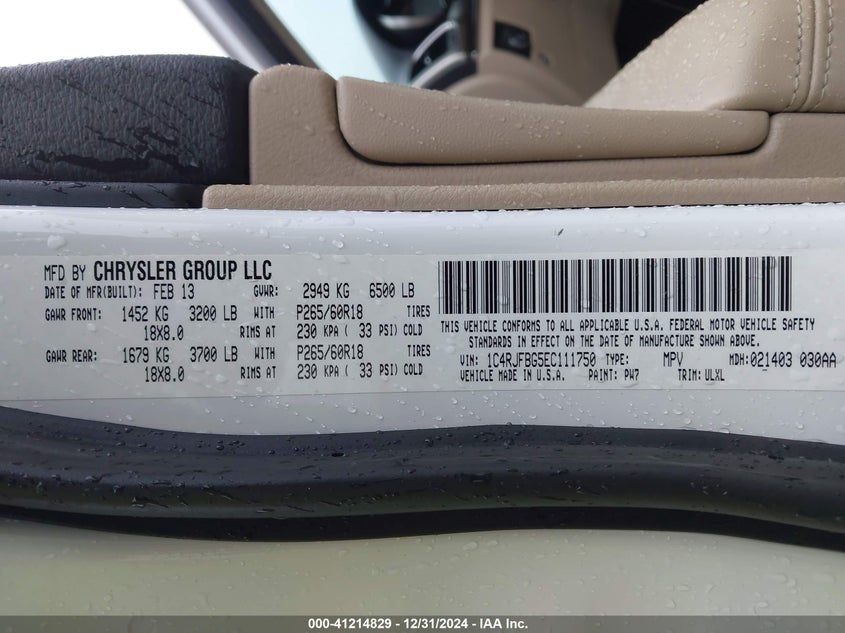 MFD BY CHRYSLER GROUP LLC
DATE OF MFR(BUILT): FEB 13 GVWR: 2949 KG 6500 LB
GAWR FRONT: 1452 KG 3200 LB WITH P265/60R18 TIRES
18X8.0 RIMS AT 230 KPA ( 33 PSI) COLD
GAWR REAR: 1679 KG 3700 LB WITH P265/60R18 TIRES
18X8.0 RIMS AT 230 KPA ( 33 PSI) COLD
THIS VEHICLE CONFORMS TO ALL APPLICABLE U.S.A. FEDERAL MOTOR VEHICLE SAFETY
STANDARDS IN EFFECT ON THE DATE OF MANUFACTURE SHOWN ABOVE.
VIN: 1C4RJFBG5EC111750 TYPE: MPV MDH: 021403 030AA
VEHICLE MADE IN U.S.A. PAINT: PW7 TRIM: ULXL
000-41214829 - 12/31/2024 - IAA Inc.